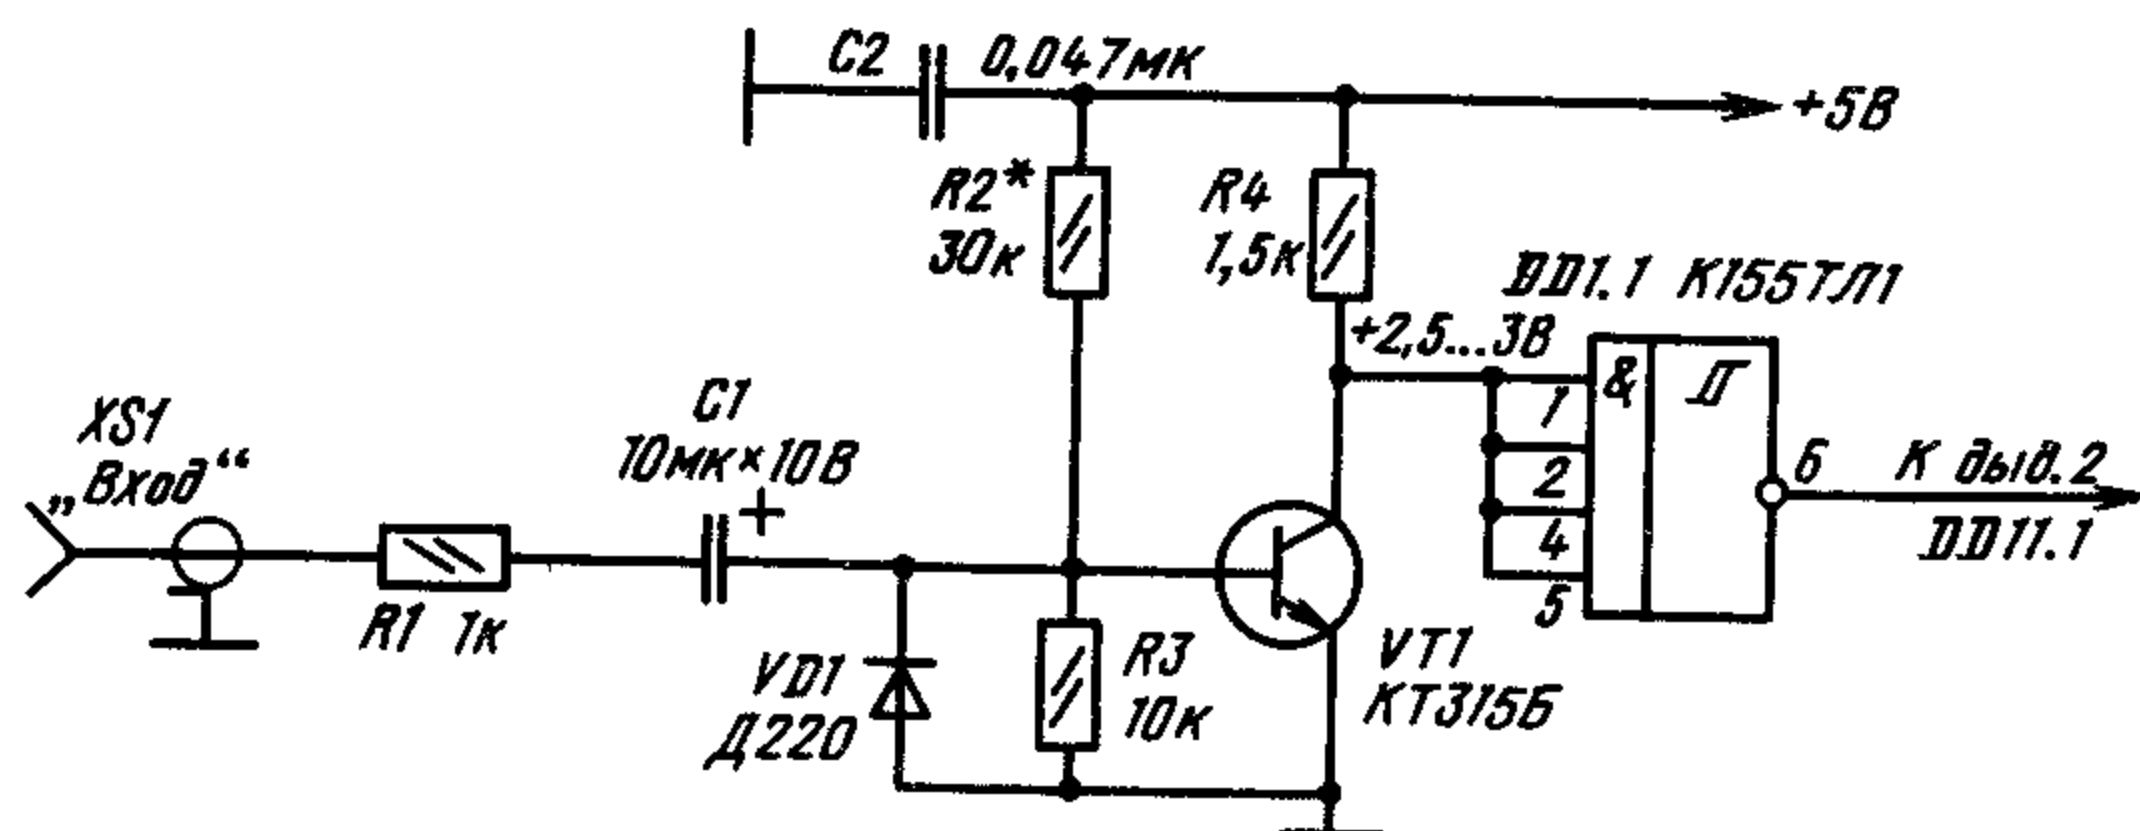 C2 0,047мк
+5В
R2*
30к
R4
1,5к
DD1.1 К155ТЛ1
+2,5...3В
&
1
2
4
5
6
К выв.2
DD11.1
XS1
„Вход“
C1
10мк×10В
+
R1 1к
VD1
Д220
R3
10к
VT1
КТ315Б